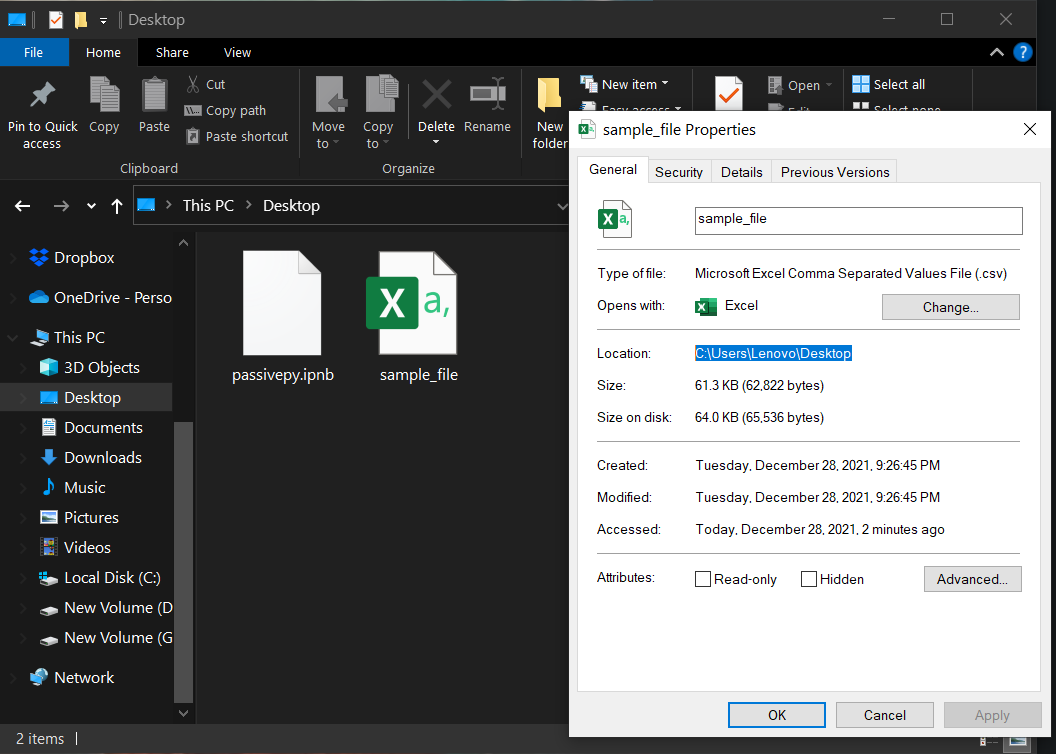 Desktop
File
Home
Share
View
Pin to Quick access
Copy
Paste
Cut
Copy path
Paste shortcut
Clipboard
Move to
Copy to
Delete
Rename
Organize
New folder
New item
Easy access
Open
Edit
Select all
Select none
This PC
Desktop
Dropbox
OneDrive - Perso
This PC
3D Objects
Desktop
Documents
Downloads
Music
Pictures
Videos
Local Disk (C:)
New Volume (D
New Volume (G
Network
passivepy.ipnb
sample_file
2 items
sample_file Properties
General
Security
Details
Previous Versions
sample_file
Type of file: Microsoft Excel Comma Separated Values File (.csv)
Opens with: Excel
Change...
Location: C:\Users\Lenovo\Desktop
Size: 61.3 KB (62,822 bytes)
Size on disk: 64.0 KB (65,536 bytes)
Created: Tuesday, December 28, 2021, 9:26:45 PM
Modified: Tuesday, December 28, 2021, 9:26:45 PM
Accessed: Today, December 28, 2021, 2 minutes ago
Attributes: Read-only Hidden
Advanced...
OK
Cancel
Apply